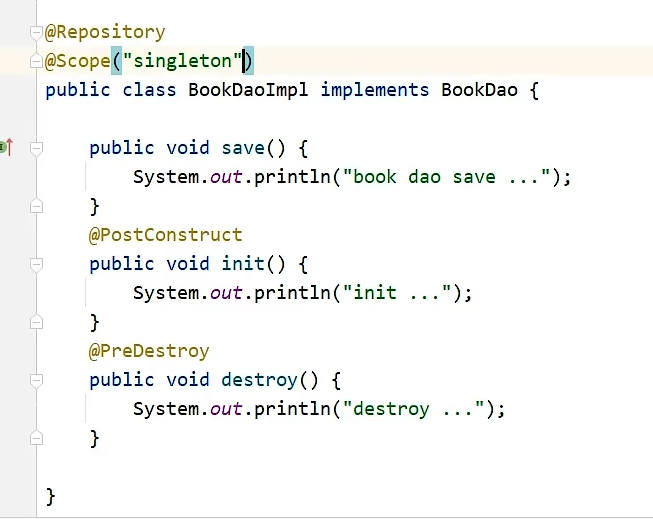 @Repository
@Scope("singleton")
public class BookDaoImpl implements BookDao {
public void save() {
System.out.println("book dao save ...");
}
@PostConstruct
public void init() {
System.out.println("init ...");
}
@PreDestroy
public void destroy() {
System.out.println("destroy ...");
}
}